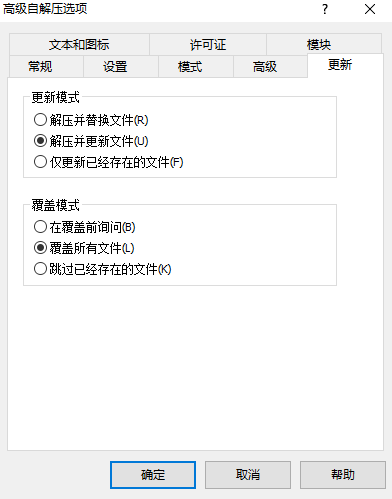 高级自解压选项
?
文本和图标 许可证 模块
常规 设置 模式 高级 更新
更新模式
解压并替换文件(R)
解压并更新文件(U)
仅更新已经存在的文件(F)
覆盖模式
在覆盖前询问(B)
覆盖所有文件(L)
跳过已经存在的文件(K)
确定 取消 帮助